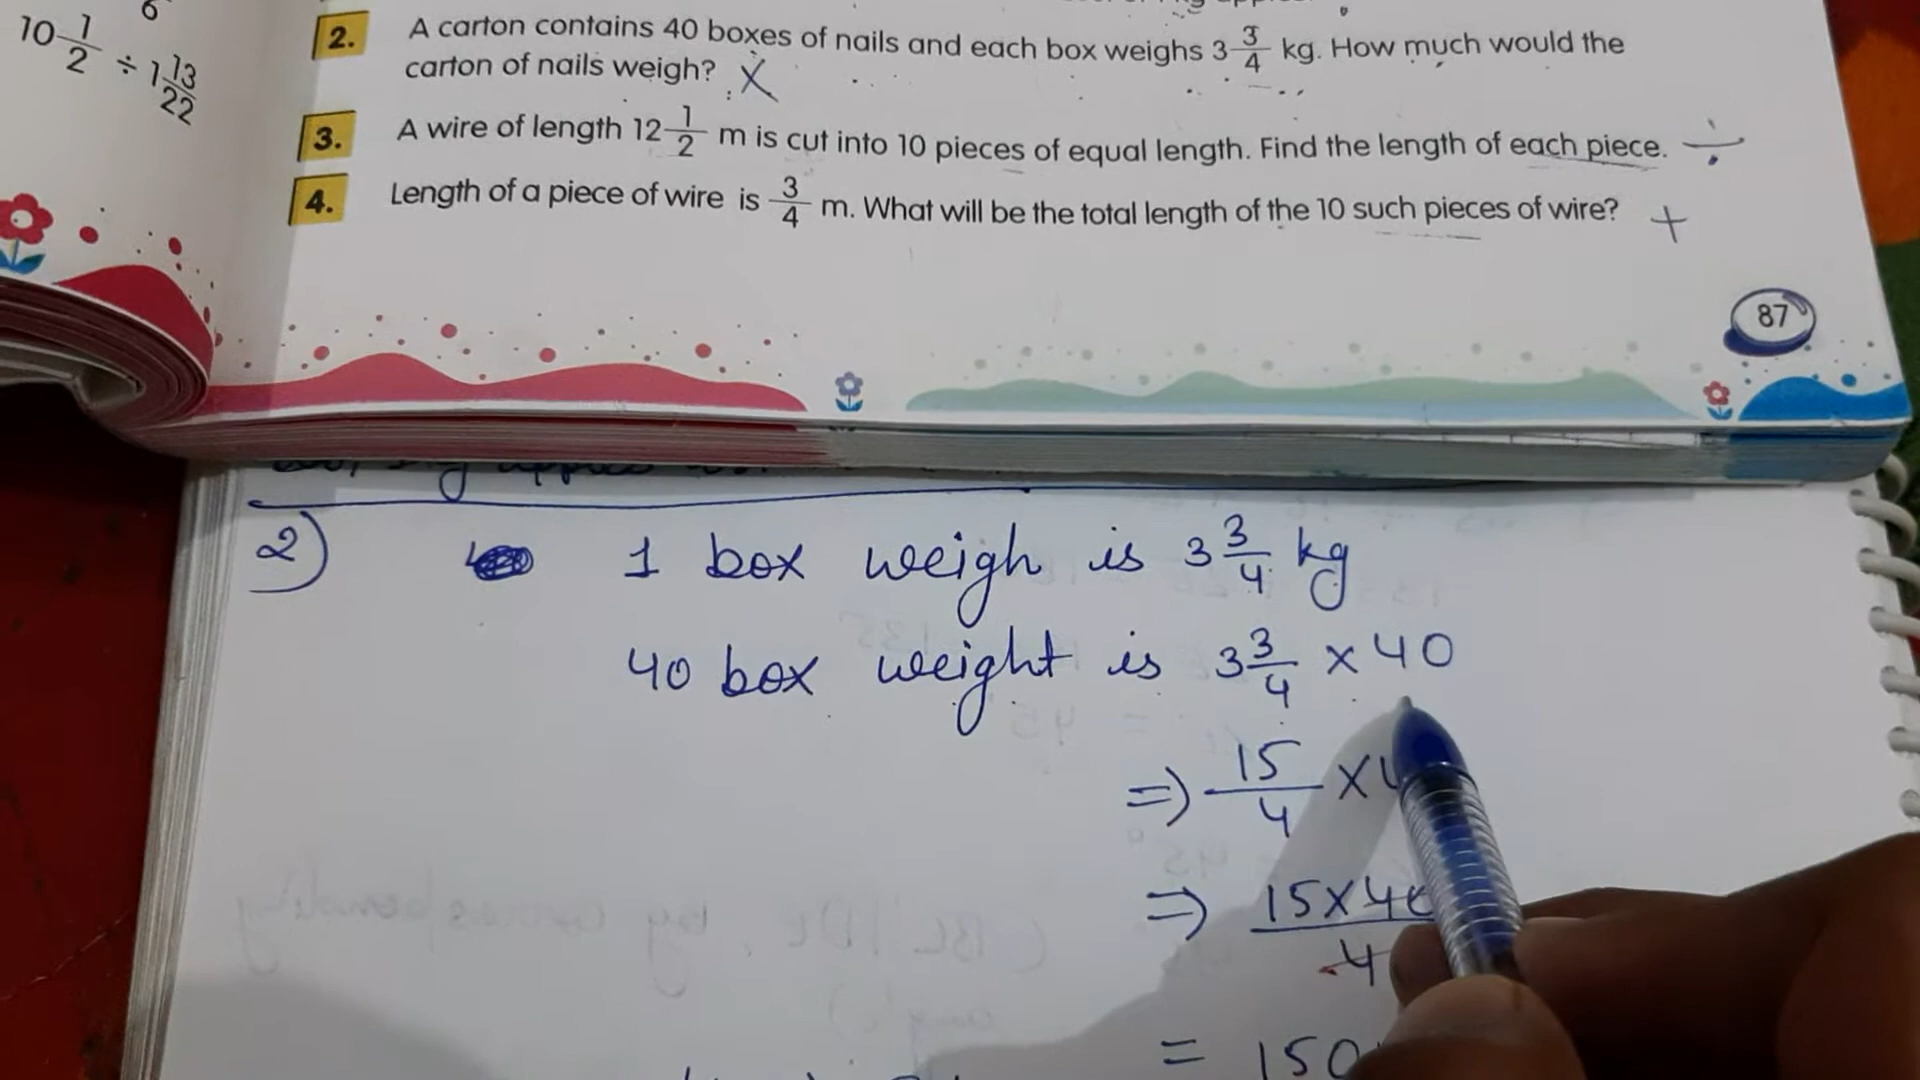 6
10 1/2 ÷ 1 13/22
2. A carton contains 40 boxes of nails and each box weighs 3 3/4 kg. How much would the
carton of nails weigh? X
3. A wire of length 12 1/2 m is cut into 10 pieces of equal length. Find the length of each piece. ÷
4. Length of a piece of wire is 3/4 m. What will be the total length of the 10 such pieces of wire? +
87
2) 1 box weigh is 3 3/4 kg
40 box weight is 3 3/4 × 40
=> 15/4 × 4
=> 15×40/4
= 150